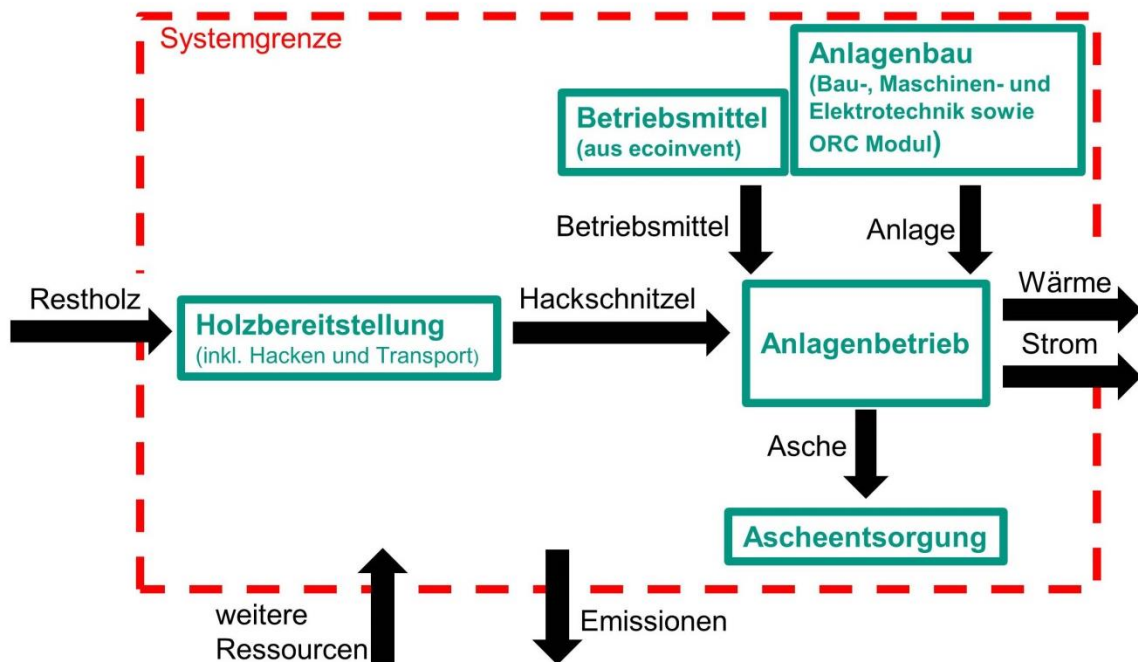 Systemgrenze
Anlagenbau
(Bau-, Maschinen- und
Elektrotechnik sowie
ORC Modul)
Betriebsmittel
(aus ecoinvent)
Betriebsmittel
Anlage
Restholz
Holzbereitstellung
(inkl. Hacken und Transport)
Hackschnitzel
Anlagenbetrieb
Wärme
Strom
Asche
Ascheentsorgung
weitere
Ressourcen
Emissionen